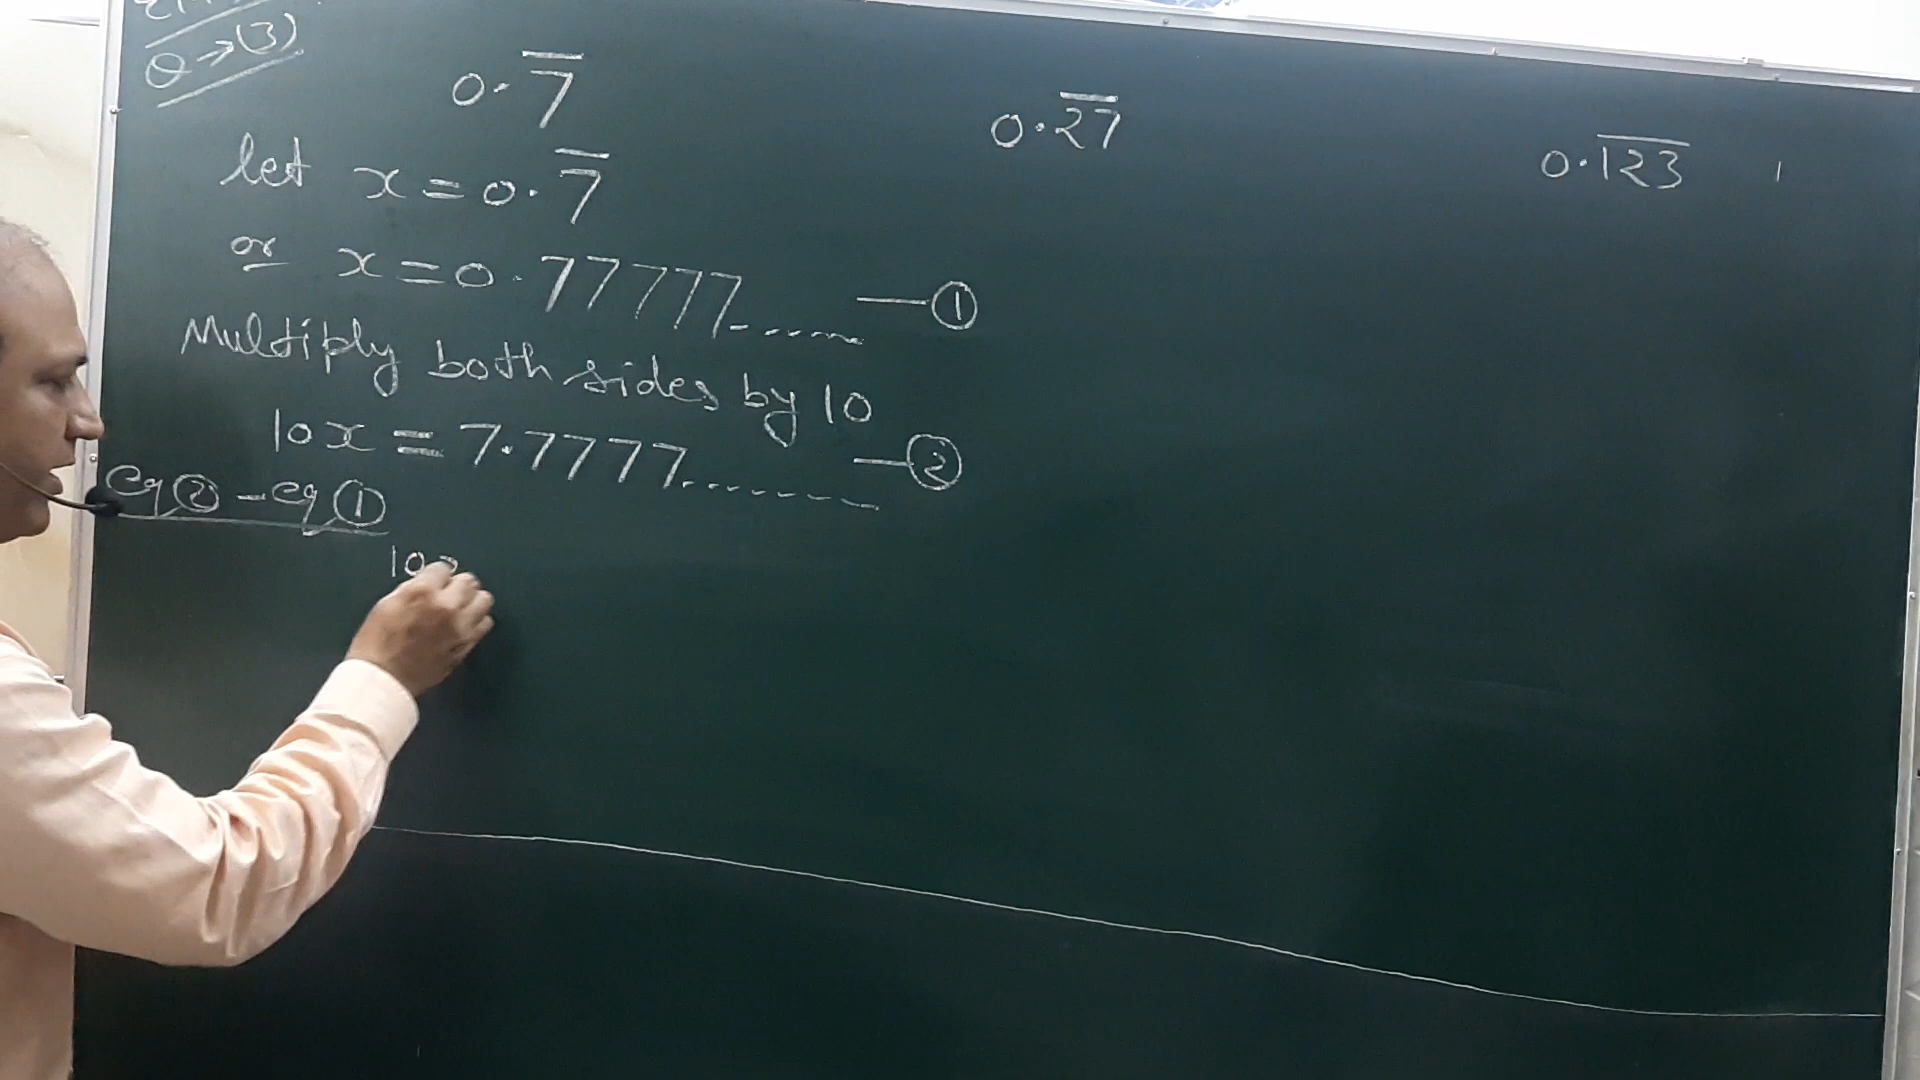 Q→(3)
0.7̅
0.2̅7̅
0.1̅2̅3̅
let x = 0.7̅
or x = 0.77777...... —①
Multiply both sides by 10
10x = 7.7777........ —②
eq② - eq①
10